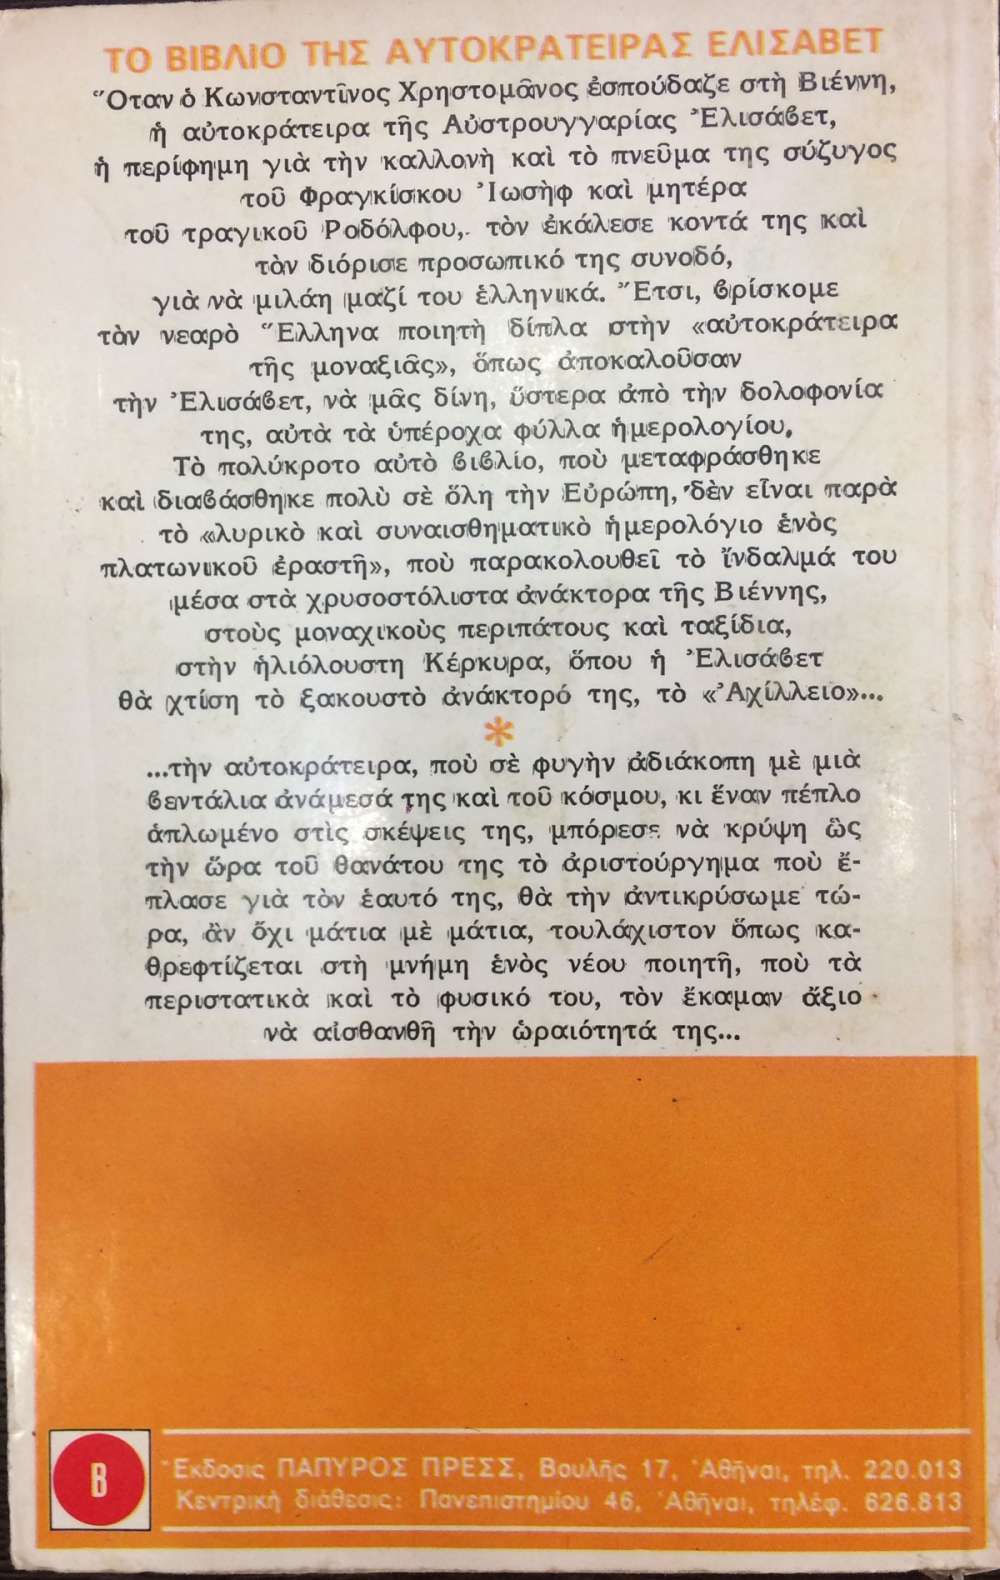 ΤΟ ΒΙΒΛΙΟ ΤΗΣ ΑΥΤΟΚΡΑΤΕΙΡΑΣ ΕΛΙΣΑΒΕΤ
Ὅταν ὁ Κωνσταντῖνος Χρηστομᾶνος ἐσπούδαζε στὴ Βιέννη,
ἡ αὐτοκράτειρα τῆς Αὐστρουγγαρίας Ἐλισάβετ,
ἡ περίφημη γιὰ τὴν καλλονὴ καὶ τὸ πνεῦμα της σύζυγος
τοῦ Φραγκίσκου Ἰωσὴφ καὶ μητέρα
τοῦ τραγικοῦ Ροδόλφου, τὸν ἐκάλεσε κοντά της καὶ
τὸν διόρισε προσωπικό της συνοδό,
γιὰ νὰ μιλάη μαζί του ἑλληνικά. Ἔτσι, βρίσκομε
τὸν νεαρὸ Ἕλληνα ποιητὴ δίπλα στὴν «αὐτοκράτειρα
τῆς μοναξιᾶς», ὅπως ἀποκαλοῦσαν
τὴν Ἐλισάβετ, νὰ μᾶς δίνη, ὕστερα ἀπὸ τὴν δολοφονία
της, αὐτὰ τὰ ὑπέροχα φύλλα ἡμερολογίου.
Τὸ πολύκροτο αὐτὸ βιβλίο, ποὺ μεταφράσθηκε
καὶ διαβάσθηκε πολὺ σὲ ὅλη τὴν Εὐρώπη, δὲν εἶναι παρὰ
τὸ «λυρικὸ καὶ συναισθηματικὸ ἡμερολόγιο ἑνὸς
πλατωνικοῦ ἐραστῆ», ποὺ παρακολουθεῖ τὸ ἴνδαλμά του
μέσα στὰ χρυσοστόλιστα ἀνάκτορα τῆς Βιέννης,
στοὺς μοναχικοὺς περιπάτους καὶ ταξίδια,
στὴν ἡλιόλουστη Κέρκυρα, ὅπου ἡ Ἐλισάβετ
θὰ χτίση τὸ ξακουστὸ ἀνάκτορό της, τὸ «Ἀχίλλειο»...
*
...τὴν αὐτοκράτειρα, ποὺ σὲ φυγὴν ἀδιάκοπη μὲ μιὰ
βεντάλια ἀνάμεσά της καὶ τοῦ κόσμου, κι ἕναν πέπλο
ἁπλωμένο στὶς σκέψεις της, μπόρεσε νὰ κρύψη ὣς
τὴν ὥρα τοῦ θανάτου της τὸ ἀριστούργημα ποὺ ἔ-
πλασε γιὰ τὸν ἑαυτό της, θὰ τὴν ἀντικρύσωμε τώ-
ρα, ἂν ὄχι μάτια μὲ μάτια, τουλάχιστον ὅπως κα-
θρεφτίζεται στὴ μνήμη ἑνὸς νέου ποιητῆ, ποὺ τὰ
περιστατικὰ καὶ τὸ φυσικό του, τὸν ἔκαμαν ἄξιο
νὰ αἰσθανθῆ τὴν ὡραιότητά της...
Β
Ἔκδοσις ΠΑΠΥΡΟΣ ΠΡΕΣΣ, Βουλῆς 17, Ἀθῆναι, τηλ. 220.013
Κεντρικὴ διάθεσις: Πανεπιστημίου 46, Ἀθῆναι, τηλέφ. 626.813